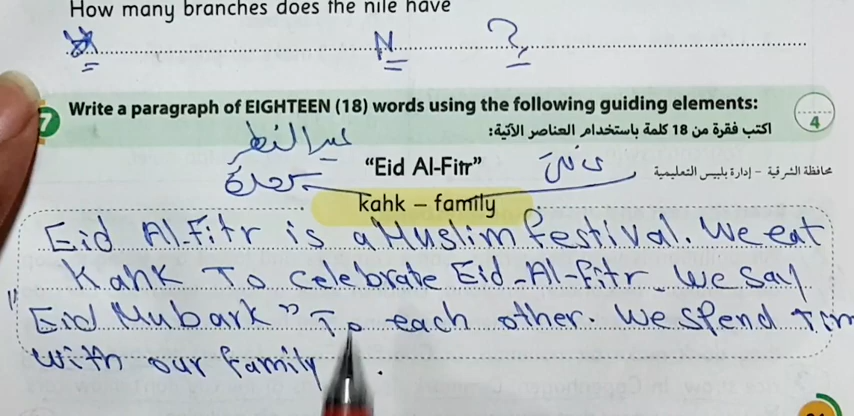 How many branches does the nile have
N ?
7 Write a paragraph of EIGHTEEN (18) words using the following guiding elements:
اكتب فقرة من 18 كلمة باستخدام العناصر الآتية:
4
عيد الفطر
"Eid Al-Fitr"
محافظة الشرقية – إدارة بلبيس التعليمية
kahk – family
Eid Al-Fitr is a Muslim festival. We eat
Kahk To celebrate Eid-Al-Fitr. We say
"Eid Mubark" To each other. We spend Tim
with our family.